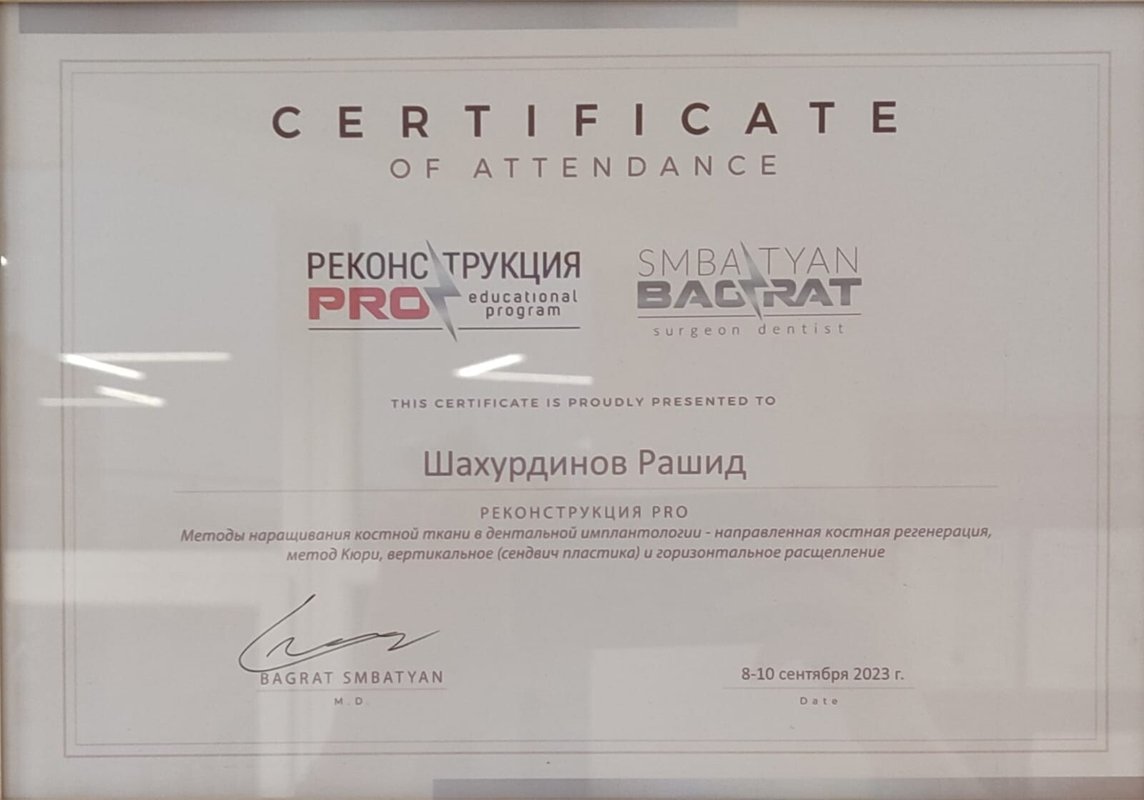 CERTIFICATE
OF ATTENDANCE
РЕКОНСТРУКЦИЯ
PRO educational
program
SMBATYAN
BAGRAT
surgeon dentist
THIS CERTIFICATE IS PROUDLY PRESENTED TO
Шахурдинов Рашид
РЕКОНСТРУКЦИЯ PRO
Методы наращивания костной ткани в дентальной имплантологии - направленная костная регенерация,
метод Кюри, вертикальное (сендвич пластика) и горизонтальное расщепление
BAGRAT SMBATYAN
M.D.
8-10 сентября 2023 г.
Date